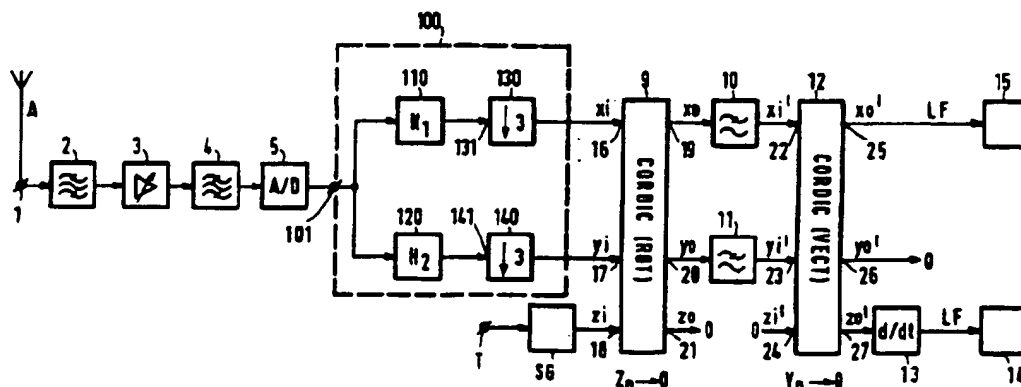 100
A
110
130
9
10
12
15
2
3
4
5
H1
↓ 3
xi
xo
xi'
xo'
LF
131
16
19
22
25
A/D
CORDIC (ROT)
CORDIC (VECT)
1
101
120
141
140
11
H2
↓ 3
yi
yo
yi'
yo'
0
17
20
23
26
T
SG
zi
zo
0
0
zi'
zo'
d/dt
LF
18
21
24
27
13
14
Zn→0
Yn→0